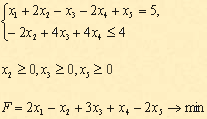 x₁ + 2x₂ − x₃ − 2x₄ + x₅ = 5,
− 2x₂ + 4x₃ + 4x₄ ≤ 4
x₂ ≥ 0, x₃ ≥ 0, x₅ ≥ 0
F = 2x₁ − x₂ + 3x₃ + x₄ − 2x₅ → min